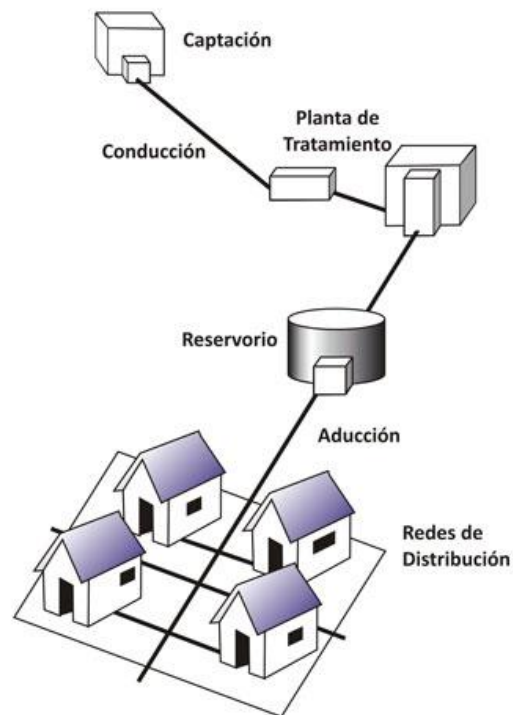 Captación
Planta de
Tratamiento
Conducción
Reservorio
Aducción
Redes de
Distribución